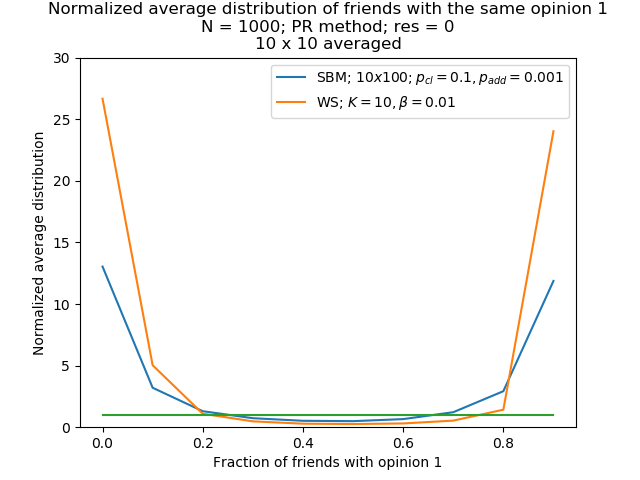 Normalized average distribution of friends with the same opinion 1
N = 1000; PR method; res = 0
10 x 10 averaged
SBM; 10x100; p_cl = 0.1, p_add = 0.001
WS; K = 10, β = 0.01
Normalized average distribution
30
25
20
15
10
5
0
0.0 0.2 0.4 0.6 0.8
Fraction of friends with opinion 1